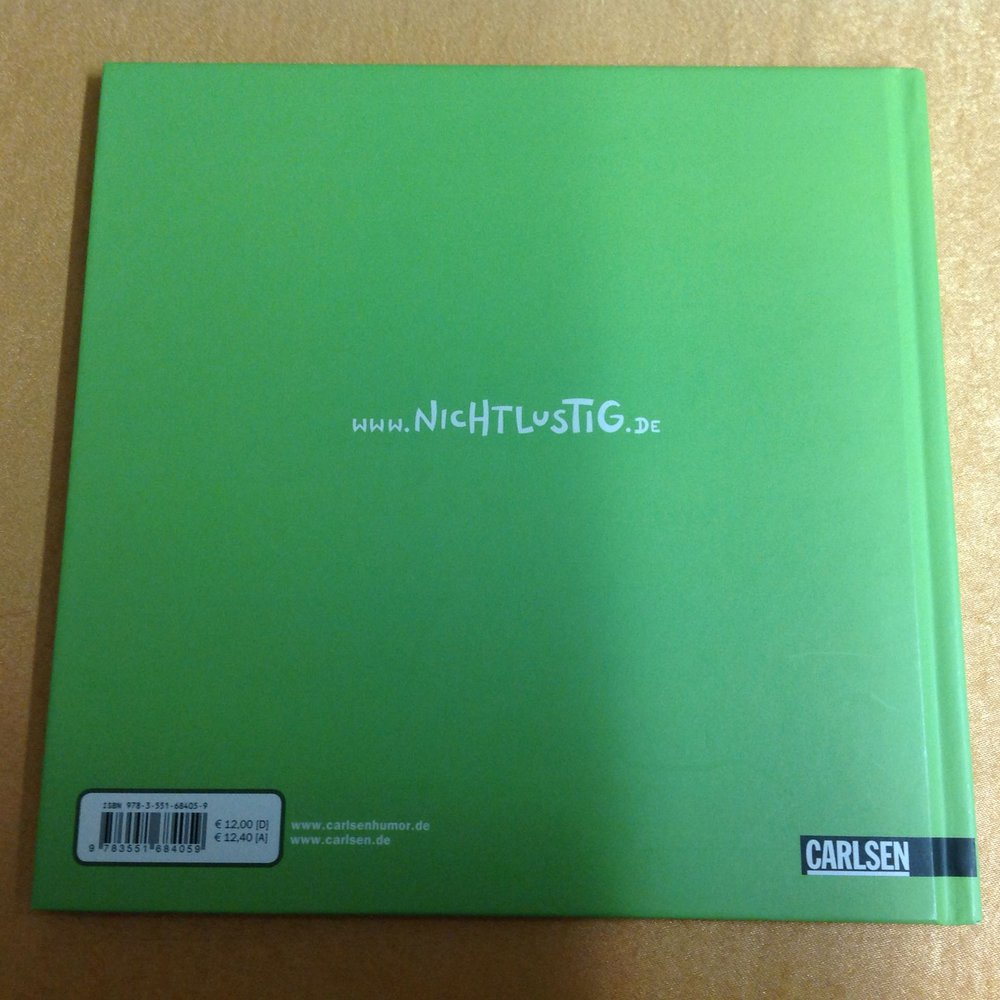 www.NICHTLUSTIG.DE
ISBN 978-3-551-68405-9
€ 12,00 [D]
€ 12,40 [A]
9 783551 684059
www.carlsenhumor.de
www.carlsen.de
CARLSEN